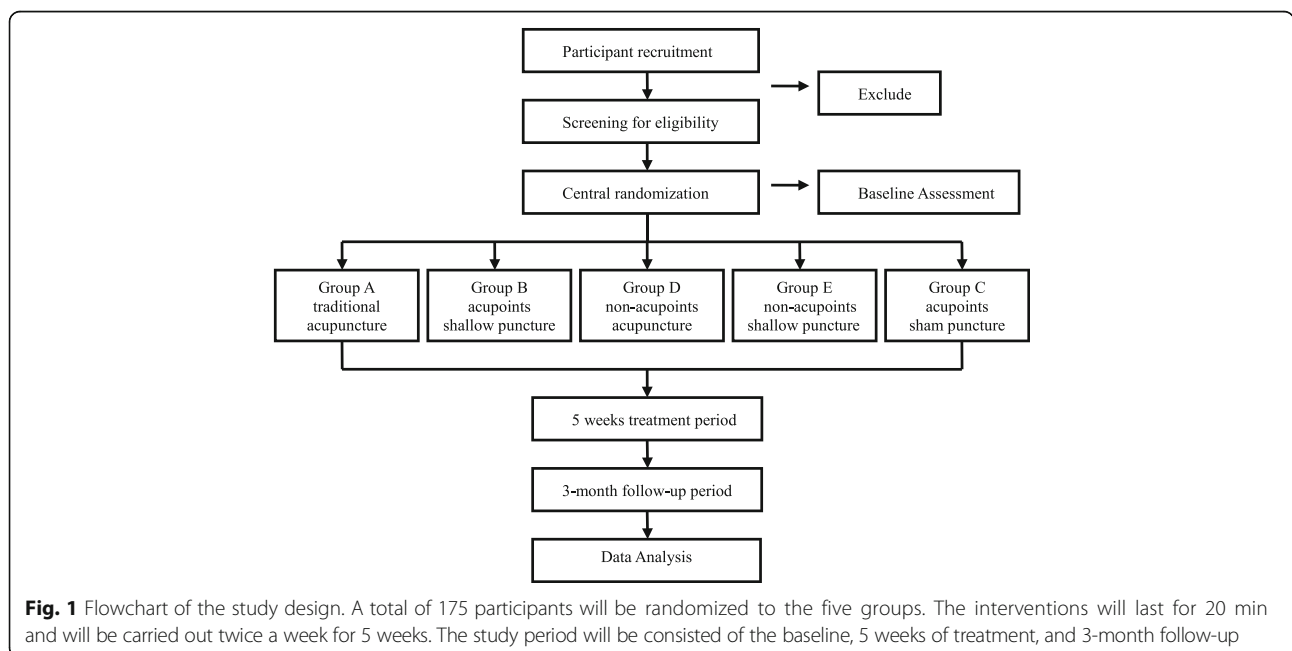 Participant recruitment
Exclude
Screening for eligibility
Central randomization
Baseline Assessment
Group A
traditional
acupuncture
Group B
acupoints
shallow puncture
Group D
non-acupoints
acupuncture
Group E
non-acupoints
shallow puncture
Group C
acupoints
sham puncture
5 weeks treatment period
3-month follow-up period
Data Analysis
Fig. 1 Flowchart of the study design. A total of 175 participants will be randomized to the five groups. The interventions will last for 20 min
and will be carried out twice a week for 5 weeks. The study period will be consisted of the baseline, 5 weeks of treatment, and 3-month follow-up